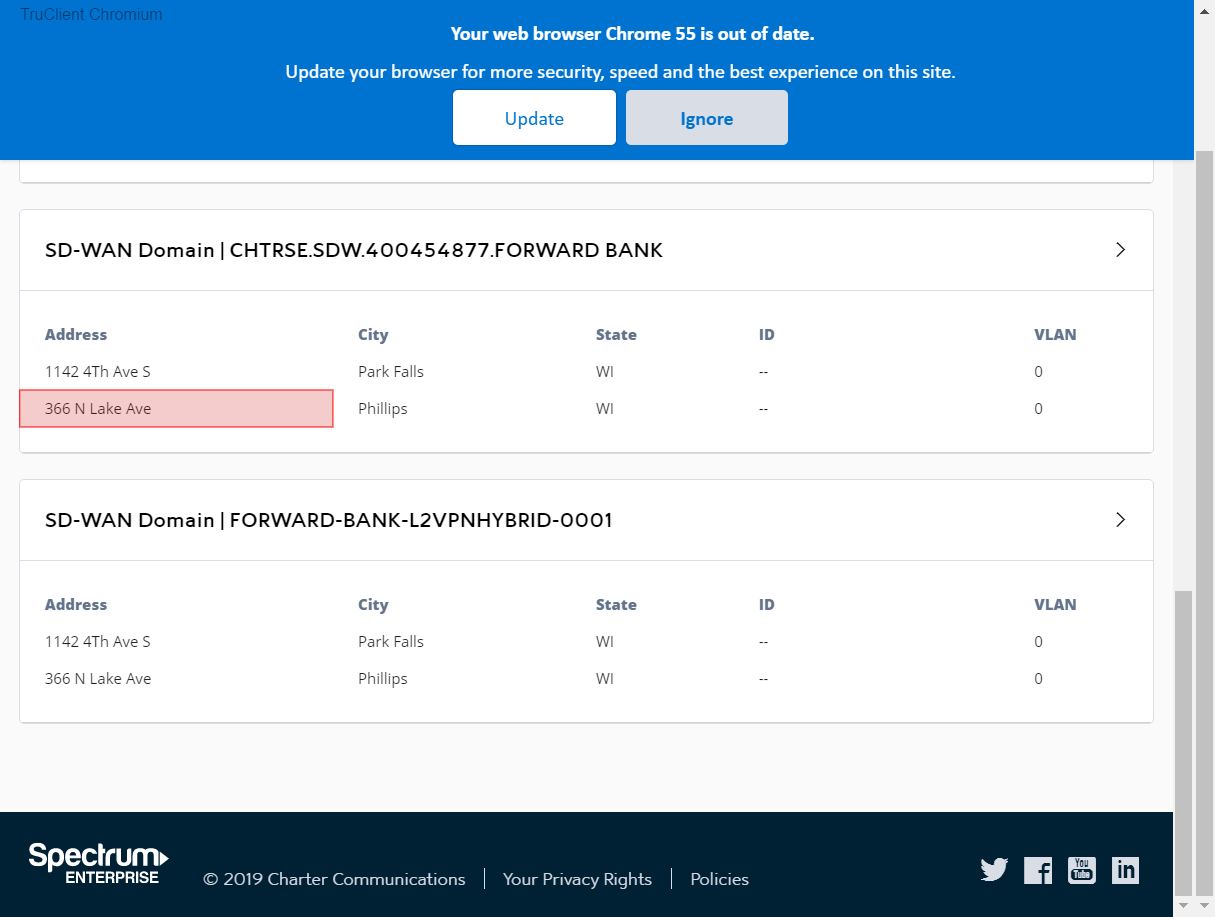 TruClient Chromium
Your web browser Chrome 55 is out of date.
Update your browser for more security, speed and the best experience on this site.
Update Ignore
SD-WAN Domain | CHTRSE.SDW.400454877.FORWARD BANK
Address City State ID VLAN
1142 4Th Ave S Park Falls WI -- 0
366 N Lake Ave Phillips WI -- 0
SD-WAN Domain | FORWARD-BANK-L2VPNHYBRID-0001
Address City State ID VLAN
1142 4Th Ave S Park Falls WI -- 0
366 N Lake Ave Phillips WI -- 0
Spectrum
ENTERPRISE
© 2019 Charter Communications | Your Privacy Rights | Policies
You
Tube
in